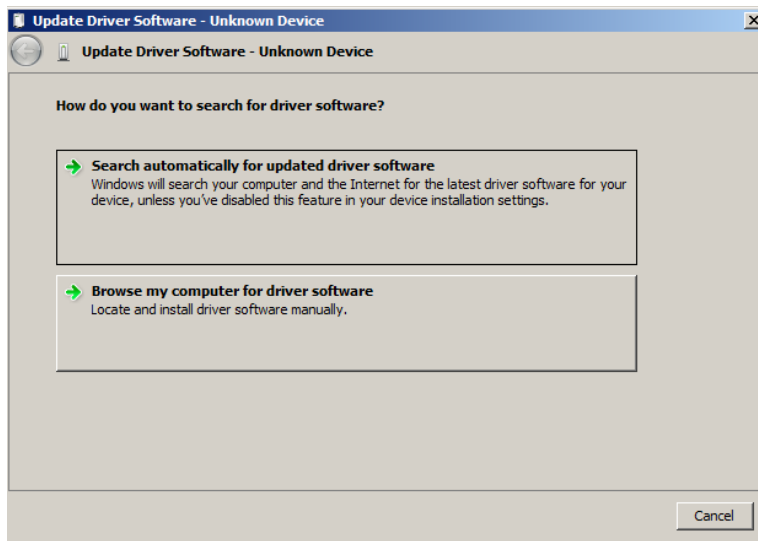 Update Driver Software - Unknown Device
Update Driver Software - Unknown Device
How do you want to search for driver software?
Search automatically for updated driver software
Windows will search your computer and the Internet for the latest driver software for your
device, unless you've disabled this feature in your device installation settings.
Browse my computer for driver software
Locate and install driver software manually.
Cancel